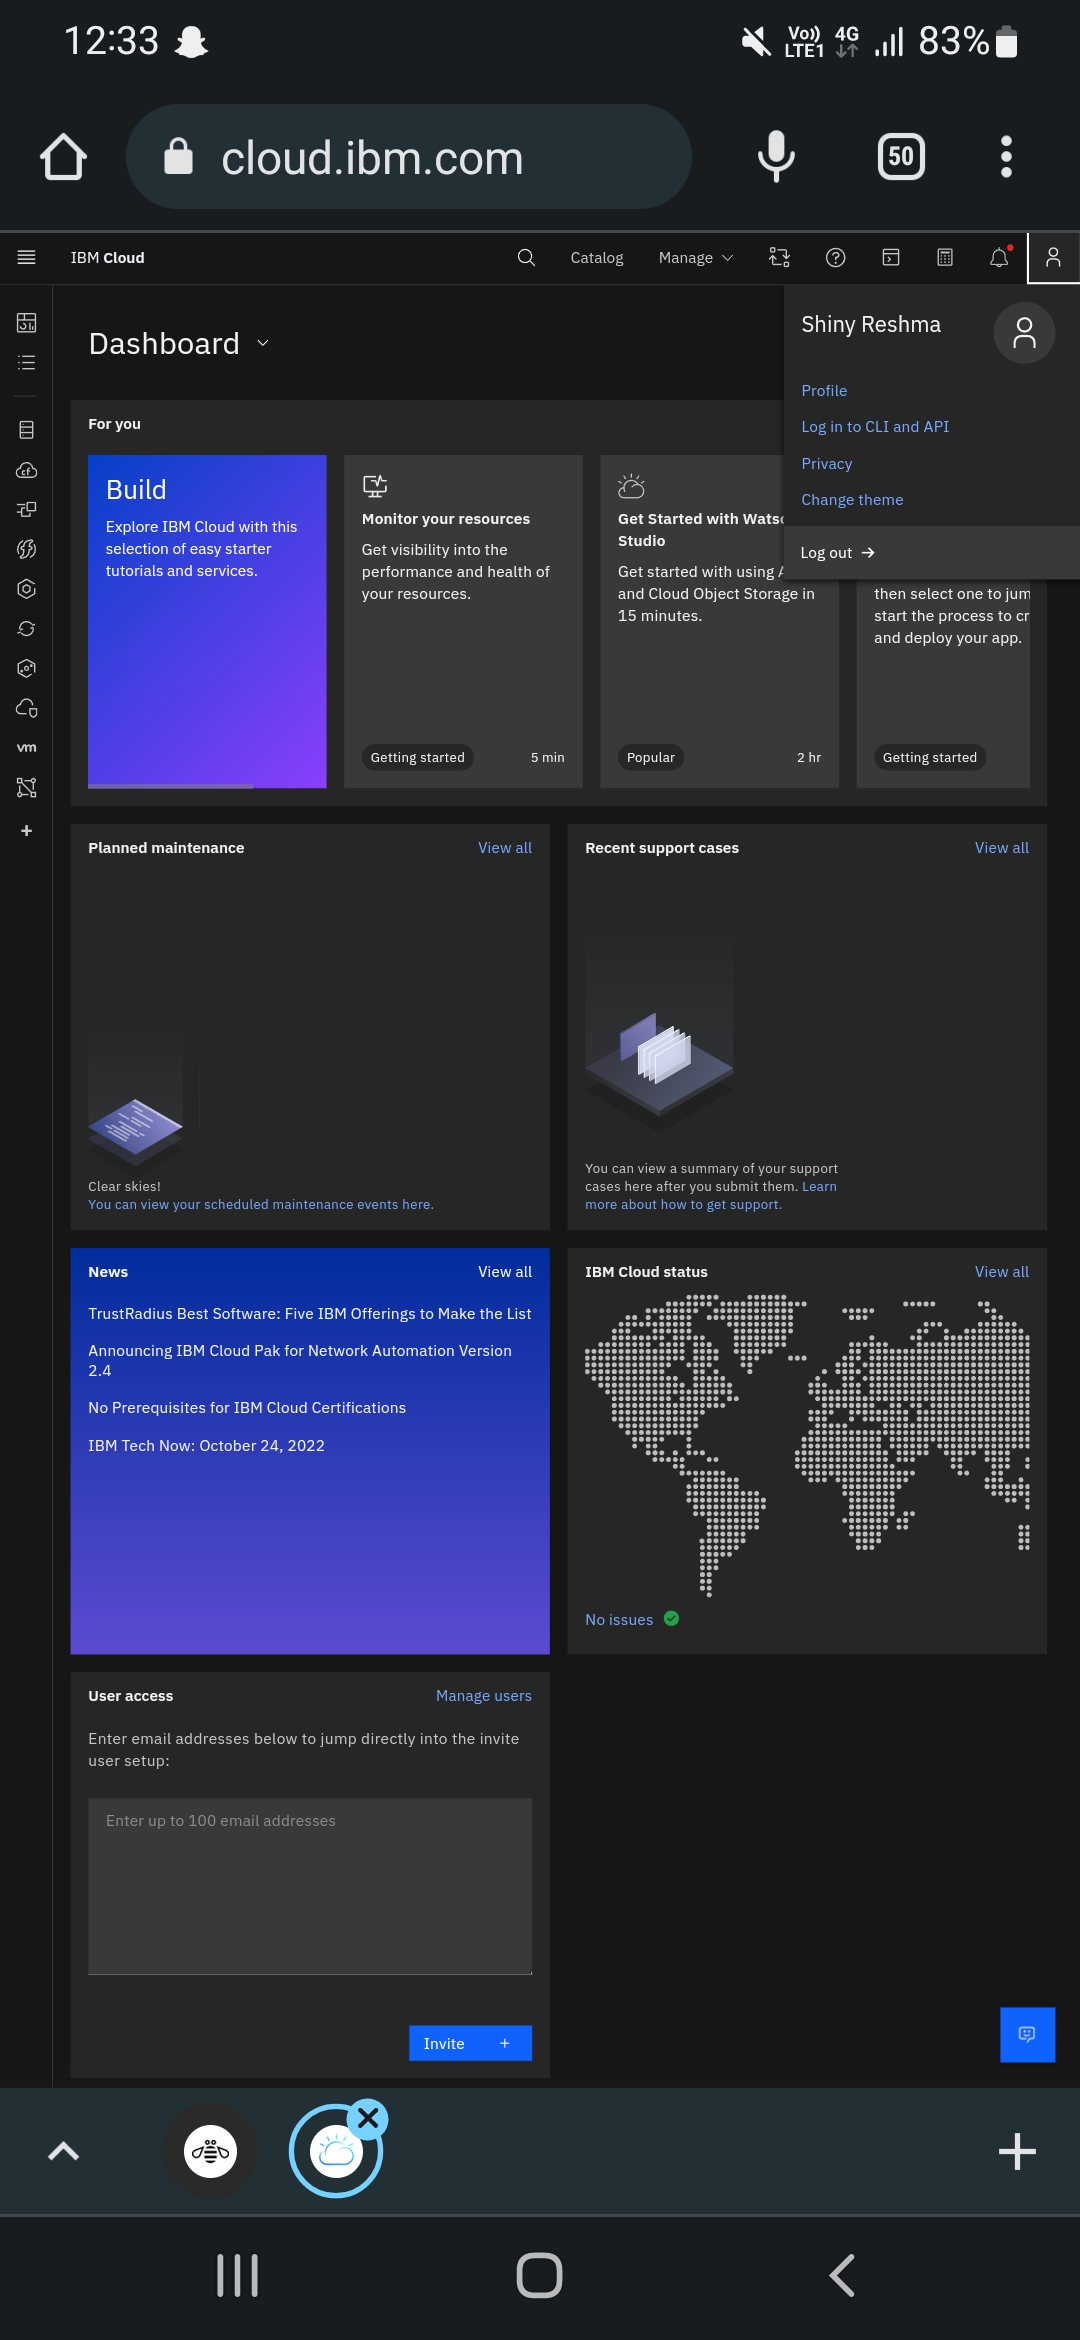 12:33
Vo)) LTE1 4G 83%
cloud.ibm.com
50
IBM Cloud
Catalog
Manage
Dashboard
Shiny Reshma
Profile
Log in to CLI and API
Privacy
Change theme
Log out
For you
Build
Explore IBM Cloud with this
selection of easy starter
tutorials and services.
Monitor your resources
Get visibility into the
performance and health of
your resources.
Getting started
5 min
Get Started with Wats
Studio
Get started with using
and Cloud Object Storage in
15 minutes.
Popular
2 hr
then select one to jum
start the process to cr
and deploy your app.
Getting started
vm
Planned maintenance
View all
Clear skies!
You can view your scheduled maintenance events here.
Recent support cases
View all
You can view a summary of your support
cases here after you submit them. Learn
more about how to get support.
News
View all
TrustRadius Best Software: Five IBM Offerings to Make the List
Announcing IBM Cloud Pak for Network Automation Version
2.4
No Prerequisites for IBM Cloud Certifications
IBM Tech Now: October 24, 2022
IBM Cloud status
View all
No issues
User access
Manage users
Enter email addresses below to jump directly into the invite
user setup:
Enter up to 100 email addresses
Invite +